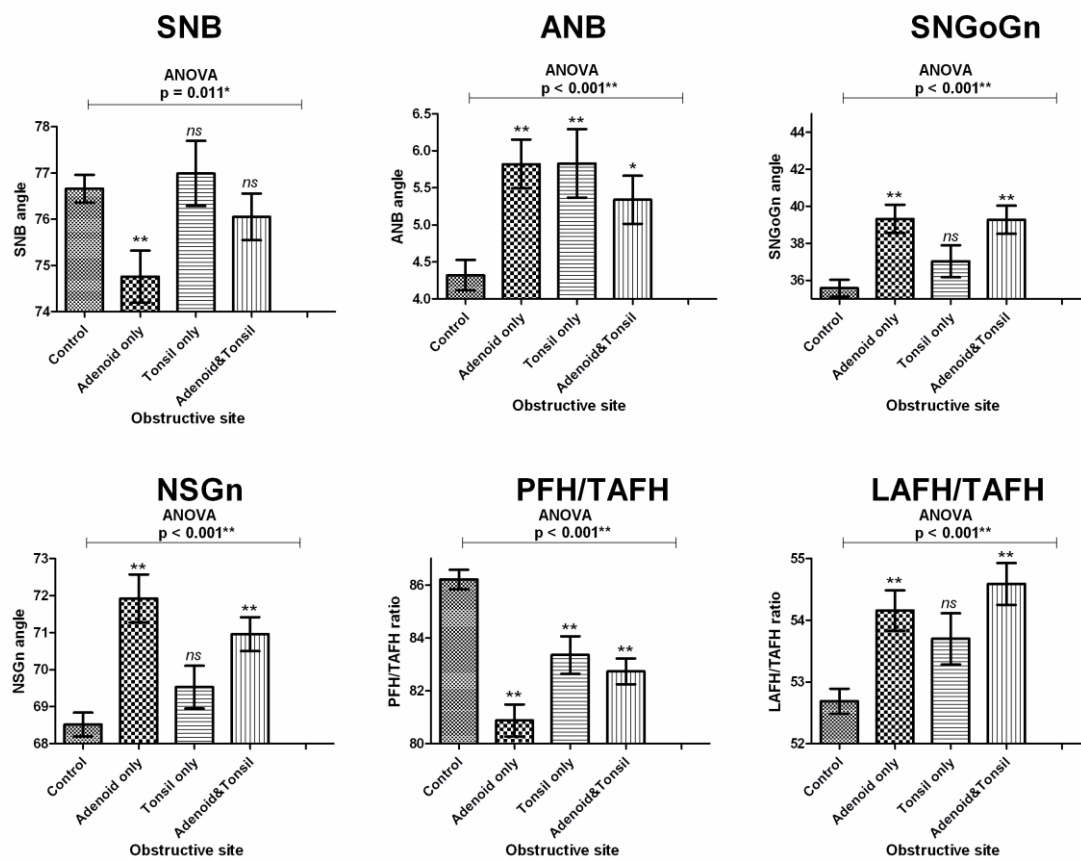 SNB
ANOVA
p = 0.011*
SNB angle
78
77
76
75
74
**
ns
ns
Control
Adenoid only
Tonsil only
Adenoid&Tonsil
Obstructive site
ANB
ANOVA
p < 0.001**
ANB angle
6.5
6.0
5.5
5.0
4.5
4.0
**
**
*
Control
Adenoid only
Tonsil only
Adenoid&Tonsil
Obstructive site
SNGoGn
ANOVA
p < 0.001**
SNGoGn angle
44
42
40
38
36
**
ns
**
Control
Adenoid only
Tonsil only
Adenoid&Tonsil
Obstructive site
NSGn
ANOVA
p < 0.001**
NSGn angle
73
72
71
70
69
68
**
ns
**
Control
Adenoid only
Tonsil only
Adenoid&Tonsil
Obstructive site
PFH/TAFH
ANOVA
p < 0.001**
PFH/TAFH ratio
86
84
82
80
**
**
**
Control
Adenoid only
Tonsil only
Adenoid&Tonsil
Obstructive site
LAFH/TAFH
ANOVA
p < 0.001**
LAFH/TAFH ratio
55
54
53
52
**
ns
**
Control
Adenoid only
Tonsil only
Adenoid&Tonsil
Obstructive site